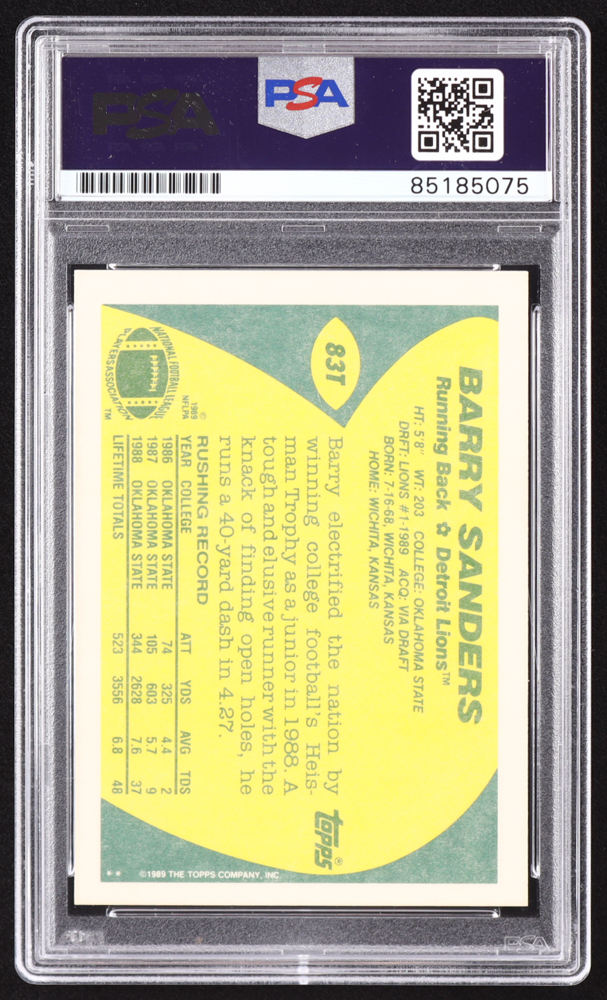 PSA
PSA
85185075
83T
BARRY SANDERS
Running Back ✩ Detroit Lions™
HT: 5'8" WT: 203 COLLEGE: OKLAHOMA STATE
DRFT: LIONS #1-1989 ACQ: VIA DRAFT
BORN: 7-16-68, WICHITA, KANSAS
HOME: WICHITA, KANSAS
Barry electrified the nation by
winning college football's Heis-
man Trophy as a junior in 1988. A
tough and elusive runner with the
knack of finding open holes, he
runs a 40-yard dash in 4.27.
RUSHING RECORD
YEAR COLLEGE ATT YDS AVG TDS
1986 OKLAHOMA STATE 74 325 4.4 2
1987 OKLAHOMA STATE 105 603 5.7 9
1988 OKLAHOMA STATE 344 2628 7.6 37
LIFETIME TOTALS 523 3556 6.8 48
NATIONAL FOOTBALL LEAGUE
PLAYERS ASSOCIATION™
© 1989 NFLPA
TOPPS®
** ©1989 THE TOPPS COMPANY, INC.
PSA